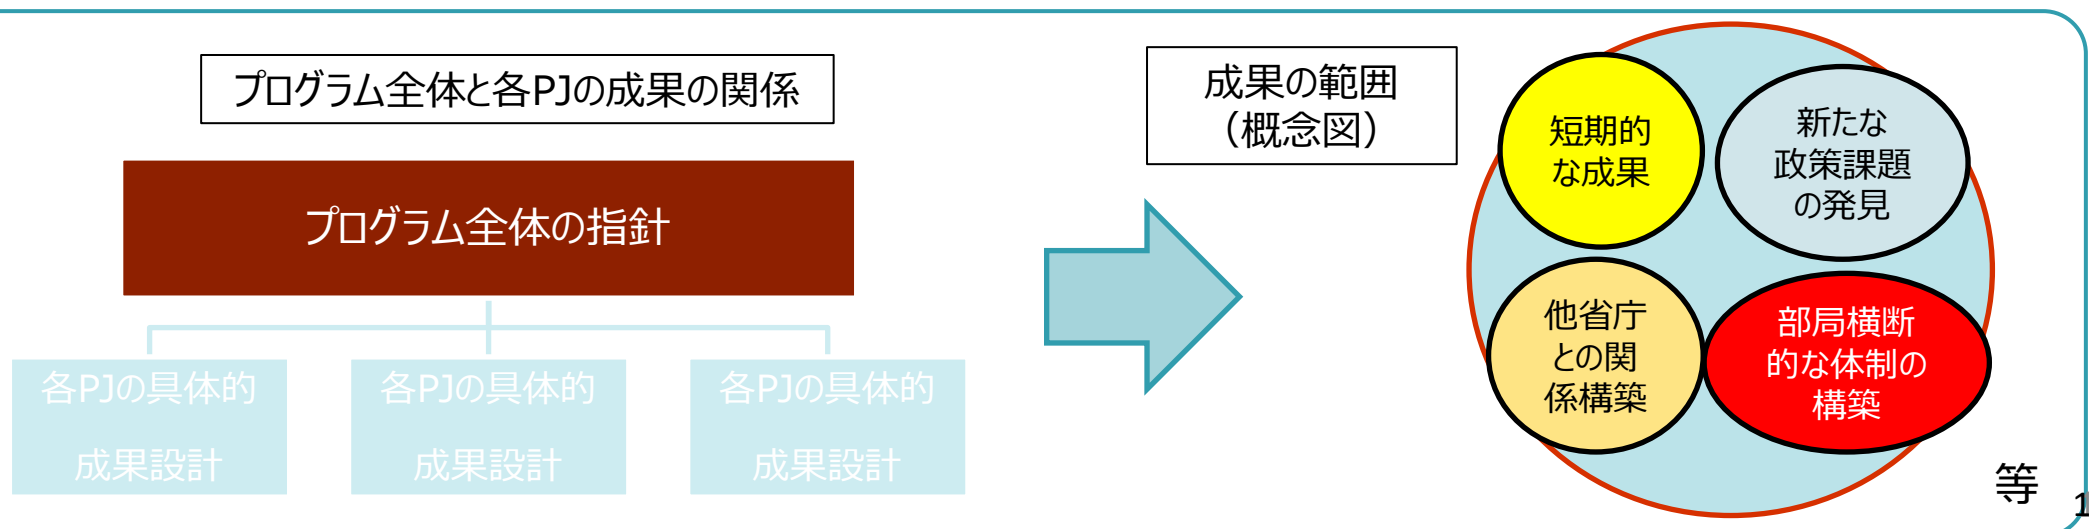 プログラム全体と各PJの成果の関係
プログラム全体の指針
各PJの具体的
成果設計
各PJの具体的
成果設計
各PJの具体的
成果設計
成果の範囲
（概念図）
短期的
な成果
新たな
政策課題
の発見
他省庁
との関
係構築
部局横断
的な体制の
構築
等
1